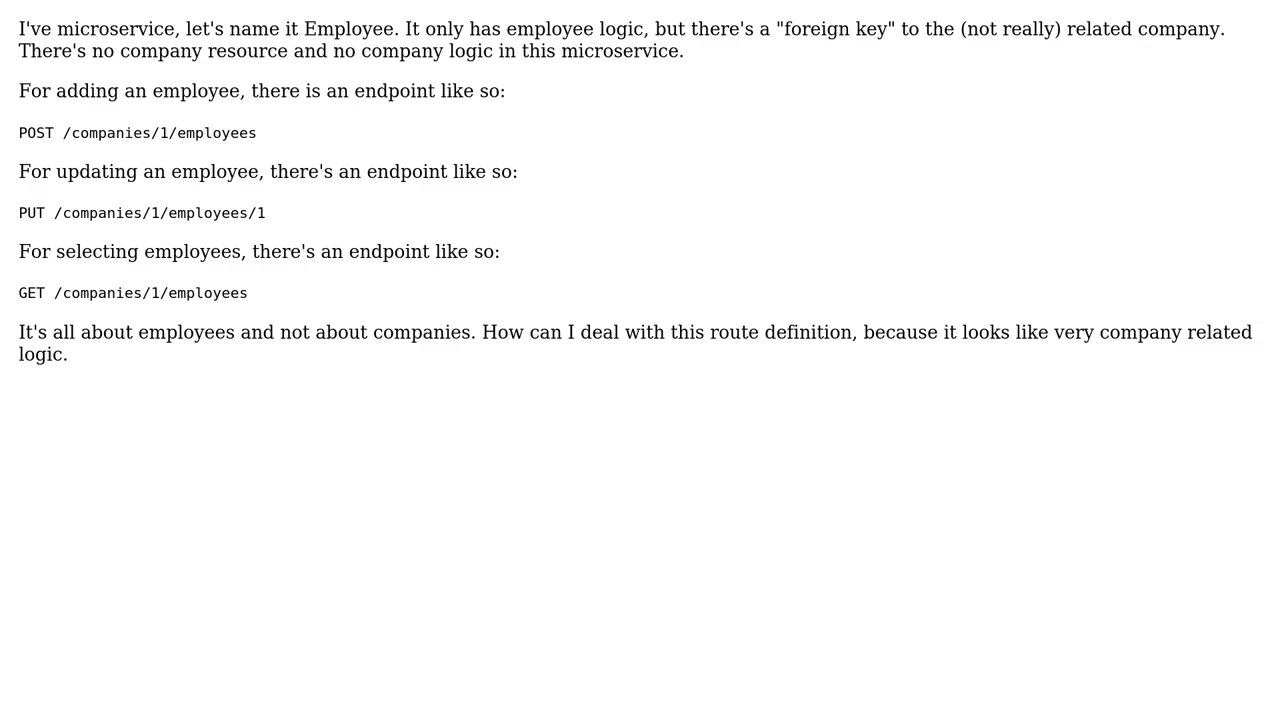 I've microservice, let's name it Employee. It only has employee logic, but there's a "foreign key" to the (not really) related company.
There's no company resource and no company logic in this microservice.
For adding an employee, there is an endpoint like so:
POST /companies/1/employees
For updating an employee, there's an endpoint like so:
PUT /companies/1/employees/1
For selecting employees, there's an endpoint like so:
GET /companies/1/employees
It's all about employees and not about companies. How can I deal with this route definition, because it looks like very company related
logic.